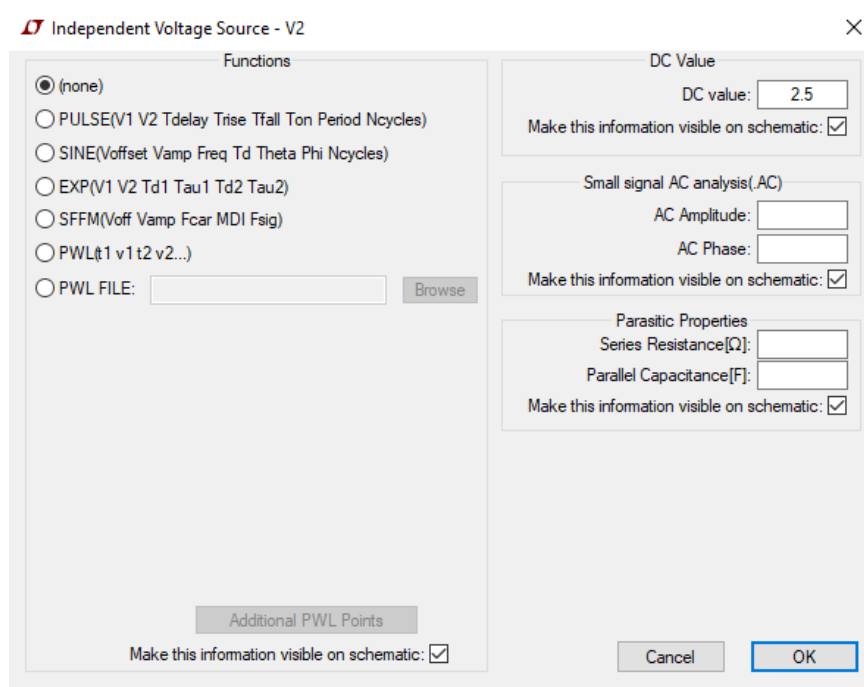 Independent Voltage Source - V2
Functions
(none)
PULSE(V1 V2 Tdelay Trise Tfall Ton Period Ncycles)
SINE(Voffset Vamp Freq Td Theta Phi Ncycles)
EXP(V1 V2 Td1 Tau1 Td2 Tau2)
SFFM(Voff Vamp Fcar MDI Fsig)
PWL(t1 v1 t2 v2...)
PWL FILE:
Browse
Additional PWL Points
Make this information visible on schematic:
DC Value
DC value: 2.5
Make this information visible on schematic:
Small signal AC analysis(.AC)
AC Amplitude:
AC Phase:
Make this information visible on schematic:
Parasitic Properties
Series Resistance[Ω]:
Parallel Capacitance[F]:
Make this information visible on schematic:
Cancel
OK